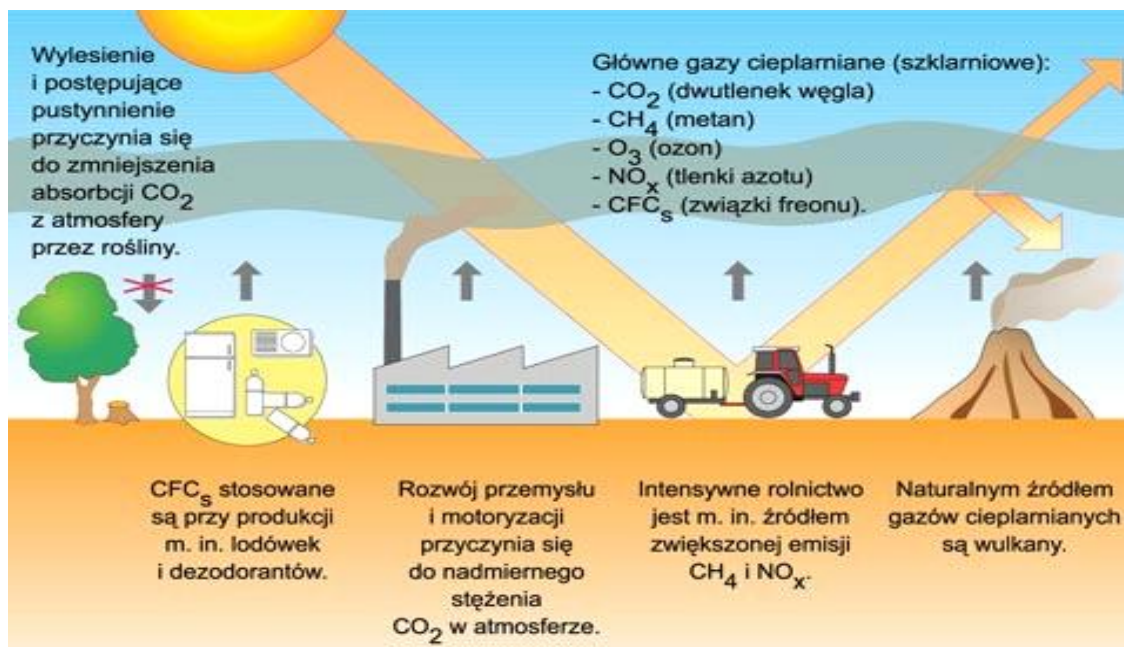 Wylesienie
i postępujące
pustynnienie
przyczynia się
do zmniejszenia
absorbcji CO₂
z atmosfery
przez rośliny.
Główne gazy cieplarniane (szklarniowe):
- CO₂ (dwutlenek węgla)
- CH₄ (metan)
- O₃ (ozon)
- NOₓ (tlenki azotu)
- CFCₛ (związki freonu).
CFCₛ stosowane
są przy produkcji
m. in. lodówek
i dezodorantów.
Rozwój przemysłu
i motoryzacji
przyczynia się
do nadmiernego
stężenia
CO₂ w atmosferze.
Intensywne rolnictwo
jest m. in. źródłem
zwiększonej emisji
CH₄ i NOₓ.
Naturalnym źródłem
gazów cieplarnianych
są wulkany.